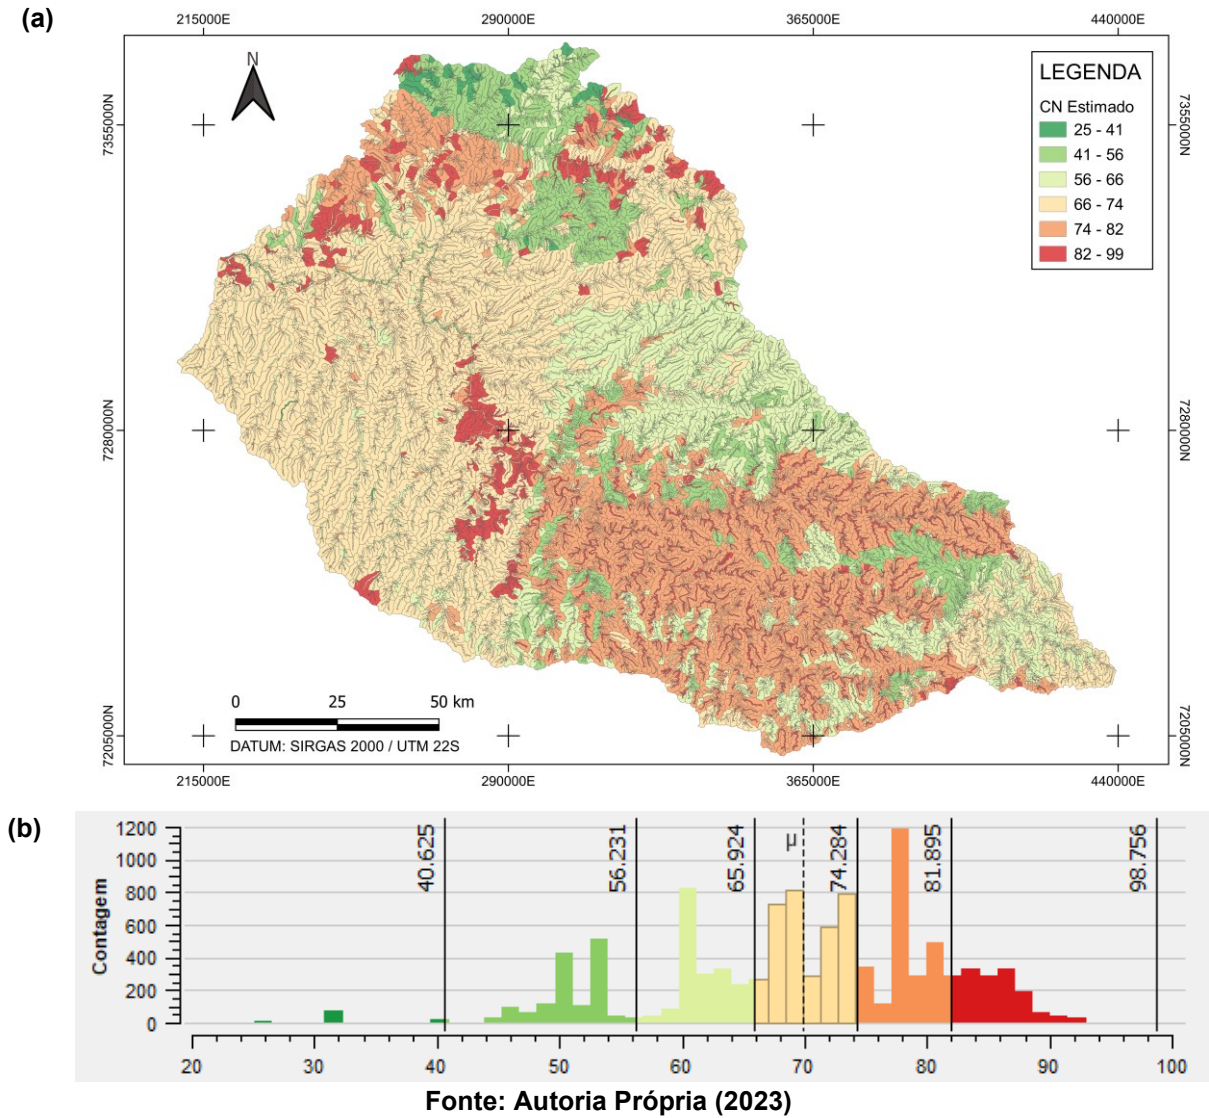 (a)
215000E 290000E 365000E 440000E
N
LEGENDA
CN Estimado
25 - 41
41 - 56
56 - 66
66 - 74
74 - 82
82 - 99
7355000N 7355000N
7280000N 7280000N
7205000N 7205000N
0 25 50 km
DATUM: SIRGAS 2000 / UTM 22S
215000E 290000E 365000E 440000E
(b)
Contagem
1200
1000
800
600
400
200
0
40.625 56.231 65.924 µ 74.284 81.895 98.756
20 30 40 50 60 70 80 90 100
Fonte: Autoria Própria (2023)